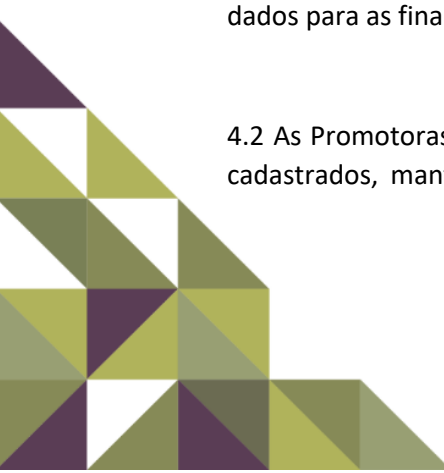 dados para as fina
4.2 As Promotoras
cadastrados, man